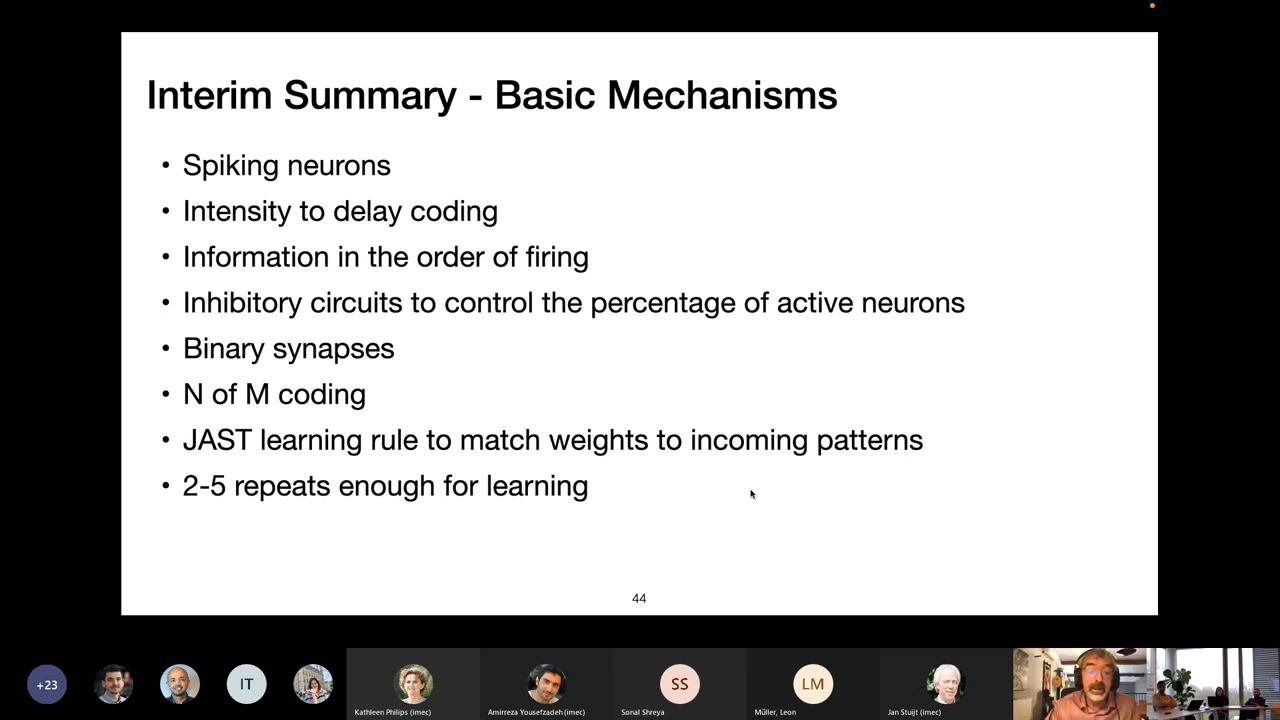 Interim Summary - Basic Mechanisms
• Spiking neurons
• Intensity to delay coding
• Information in the order of firing
• Inhibitory circuits to control the percentage of active neurons
• Binary synapses
• N of M coding
• JAST learning rule to match weights to incoming patterns
• 2-5 repeats enough for learning
44
+23
IT
SS
LM
Kathleen Philips (imec)
Amirreza Yousefzadeh (imec)
Sonal Shreya
Müller, Leon
Jan Stuijt (imec)